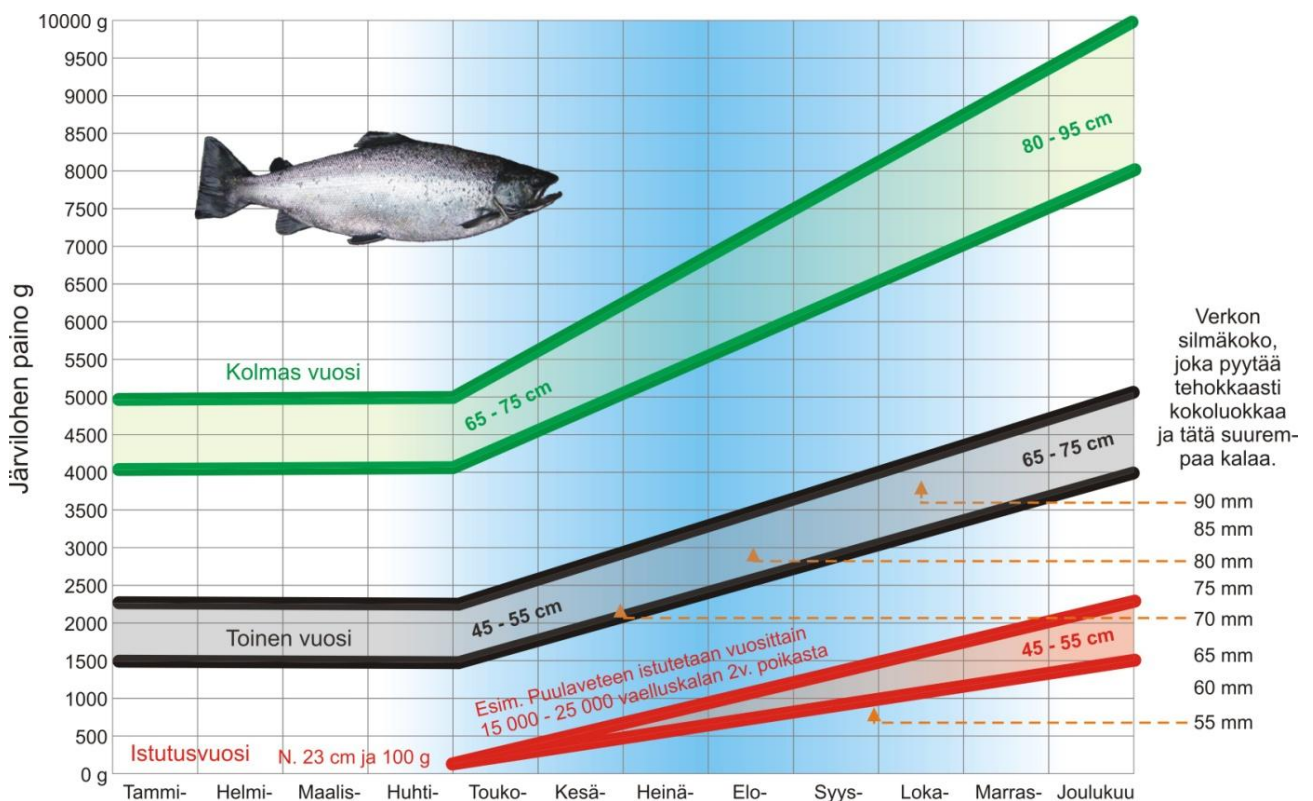 10000 g
9500
9000
8500
8000
7500
7000
6500
6000
5500
5000
4500
4000
3500
3000
2500
2000
1500
1000
500
0 g
Järvilohen paino g
80 - 95 cm
Kolmas vuosi
65 - 75 cm
65 - 75 cm
Toinen vuosi
45 - 55 cm
Esim. Puulaveteen istutetaan vuosittain
15 000 - 25 000 vaelluskalan 2v. poikasta
45 - 55 cm
Istutusvuosi N. 23 cm ja 100 g
Verkon
silmäkoko,
joka pyytää
tehokkaasti
kokoluokkaa
ja tätä suurem-
paa kalaa.
90 mm
85 mm
80 mm
75 mm
70 mm
65 mm
60 mm
55 mm
Tammi- Helmi- Maalis- Huhti- Touko- Kesä- Heinä- Elo- Syys- Loka- Marras- Joulukuu